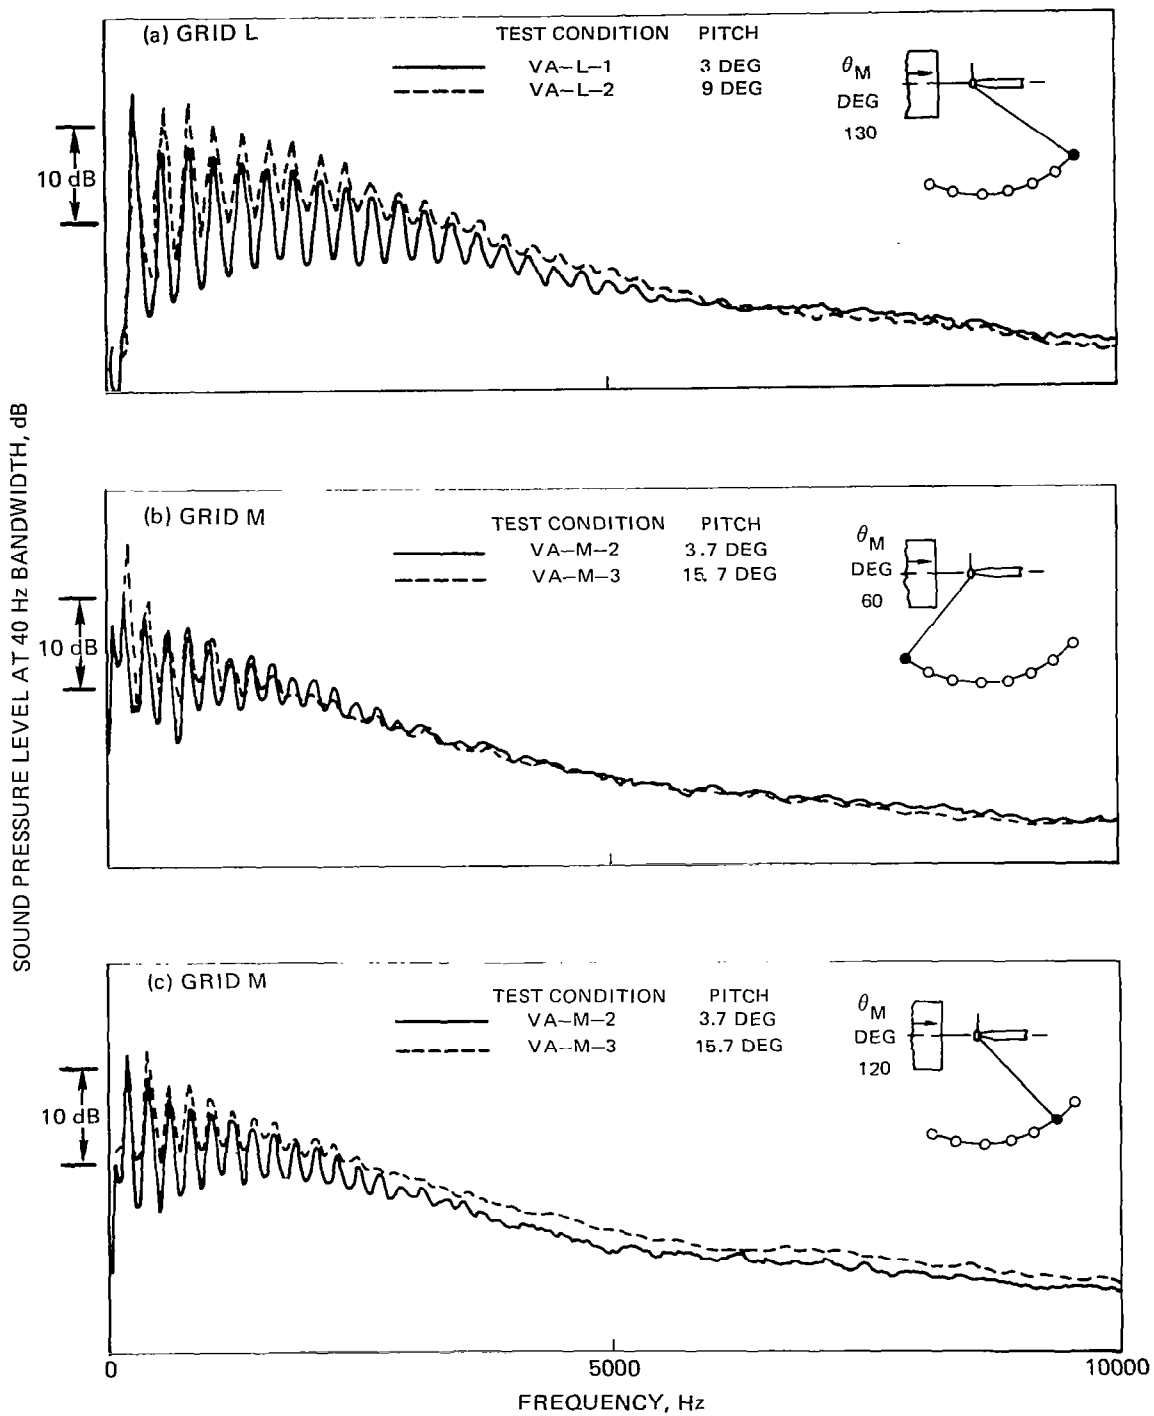 (a) GRID L
TEST CONDITION PITCH
VA–L–1 3 DEG
VA–L–2 9 DEG
θM
DEG
130
10 dB
(b) GRID M
TEST CONDITION PITCH
VA–M–2 3.7 DEG
VA–M–3 15.7 DEG
θM
DEG
60
10 dB
(c) GRID M
TEST CONDITION PITCH
VA–M–2 3.7 DEG
VA–M–3 15.7 DEG
θM
DEG
120
10 dB
SOUND PRESSURE LEVEL AT 40 Hz BANDWIDTH, dB
0 5000 10000
FREQUENCY, Hz